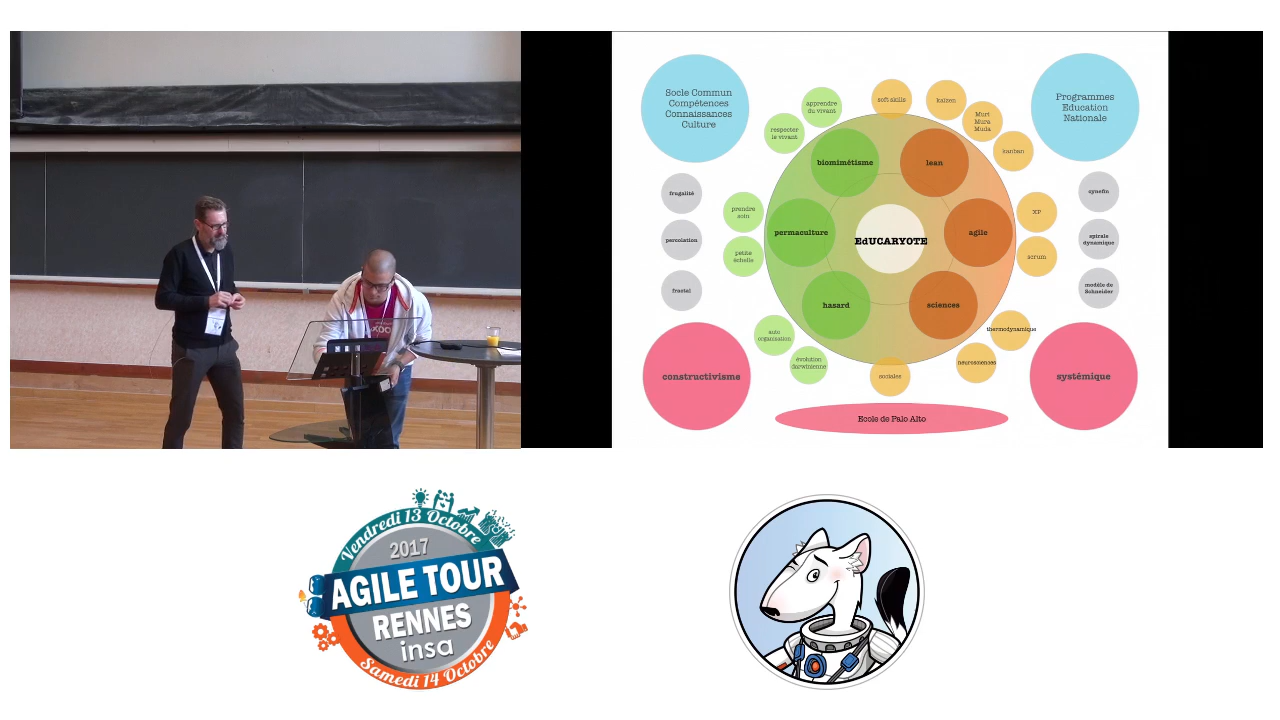 Socle Commun
Compétences
Connaissances
Culture
apprendre
du vivant
respecter
le vivant
soft skills
kaizen
Muri
Mura
Muda
kanban
Programmes
Education
Nationale
biomimétisme
lean
frugalité
percolation
fractal
prendre
soin
petite
échelle
permaculture
EdUCARYOTE
agile
XP
scrum
cynefin
spirale
dynamique
modèle de
Schneider
hasard
sciences
auto
organisation
évolution
darwinienne
sociales
neurosciences
thermodynamique
constructivisme
systémique
Ecole de Palo Alto
Vendredi 13 Octobre
2017
AGILE TOUR
RENNES
insa
Samedi 14 Octobre